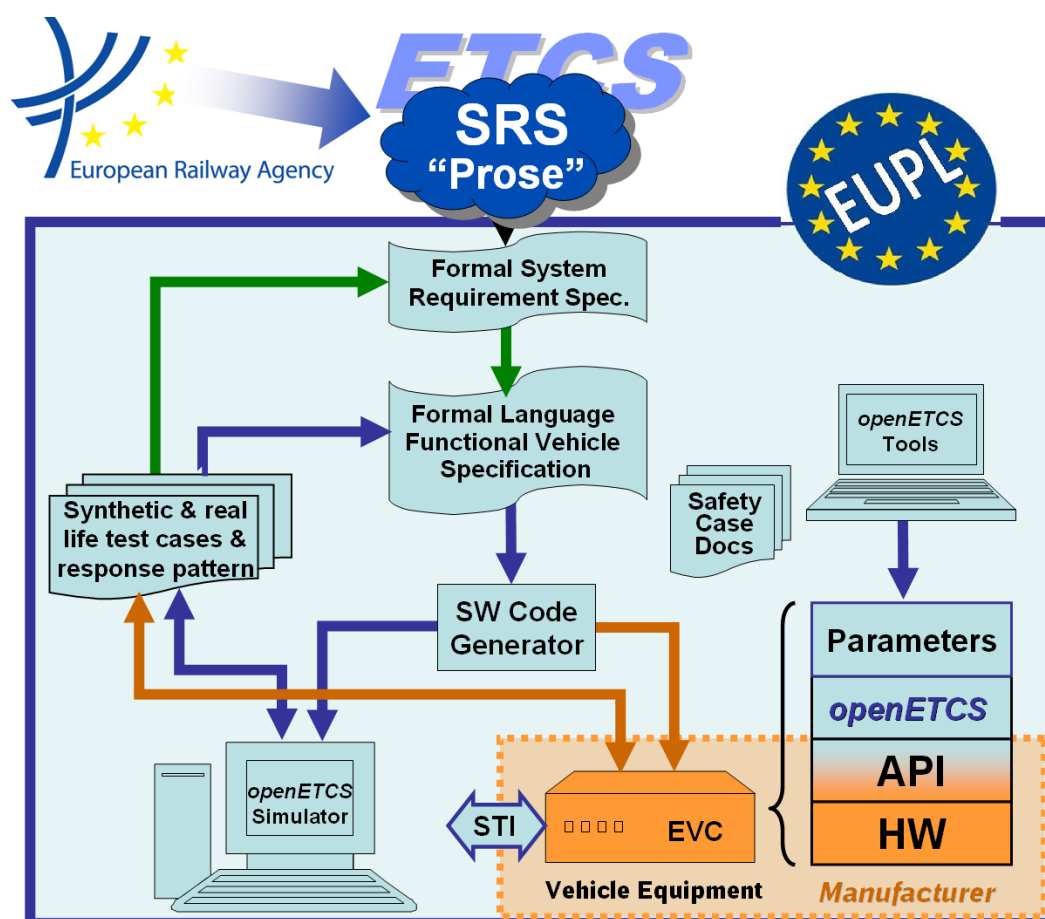 ETCS
SRS
“Prose”
European Railway Agency
EUPL
Formal System
Requirement Spec.
Formal Language
Functional Vehicle
Specification
openETCS
Tools
Synthetic & real
life test cases &
response pattern
Safety
Case
Docs
SW Code
Generator
Parameters
openETCS
API
HW
openETCS
Simulator
STI
EVC
Vehicle Equipment
Manufacturer